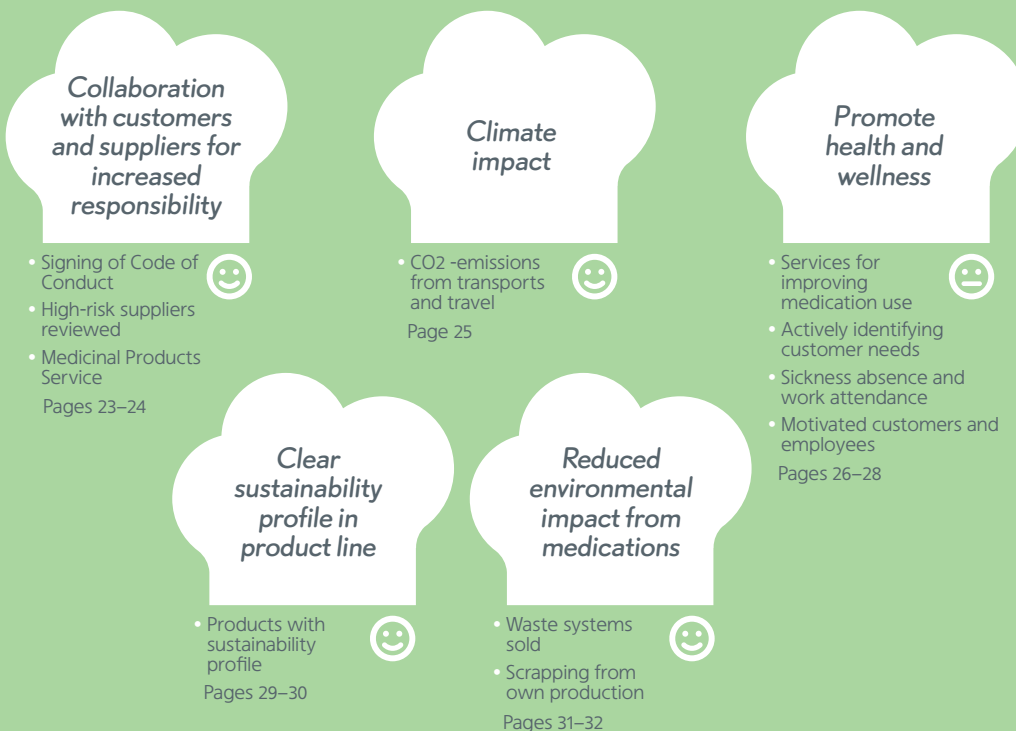 Collaboration
with customers
and suppliers for
increased
responsibility
• Signing of Code of
Conduct
• High-risk suppliers
reviewed
• Medicinal Products
Service
Pages 23–24
Climate
impact
• CO2 -emissions
from transports
and travel
Page 25
Promote
health and
wellness
• Services for
improving
medication use
• Actively identifying
customer needs
• Sickness absence and
work attendance
• Motivated customers and
employees
Pages 26–28
Clear
sustainability
profile in
product line
• Products with
sustainability
profile
Pages 29–30
Reduced
environmental
impact from
medications
• Waste systems
sold
• Scrapping from
own production
Pages 31–32